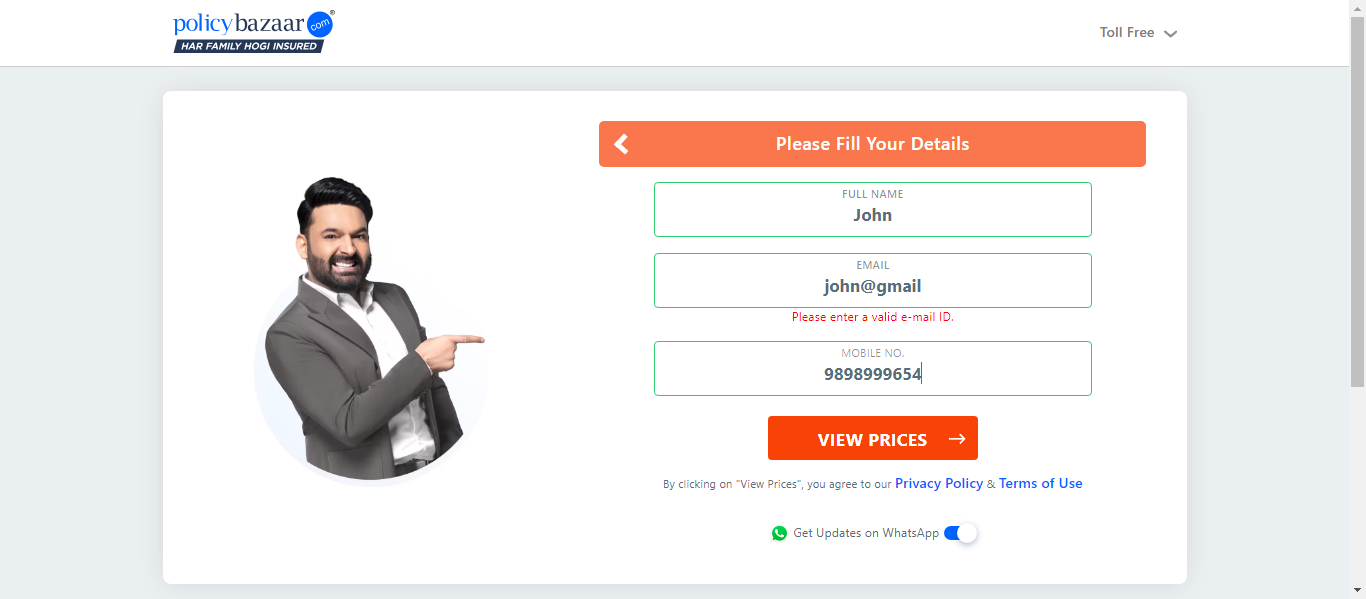 policybazaar.com®
HAR FAMILY HOGI INSURED
Toll Free
Please Fill Your Details
FULL NAME
John
EMAIL
john@gmail
Please enter a valid e-mail ID.
MOBILE NO.
9898999654
VIEW PRICES →
By clicking on "View Prices", you agree to our Privacy Policy & Terms of Use
Get Updates on WhatsApp